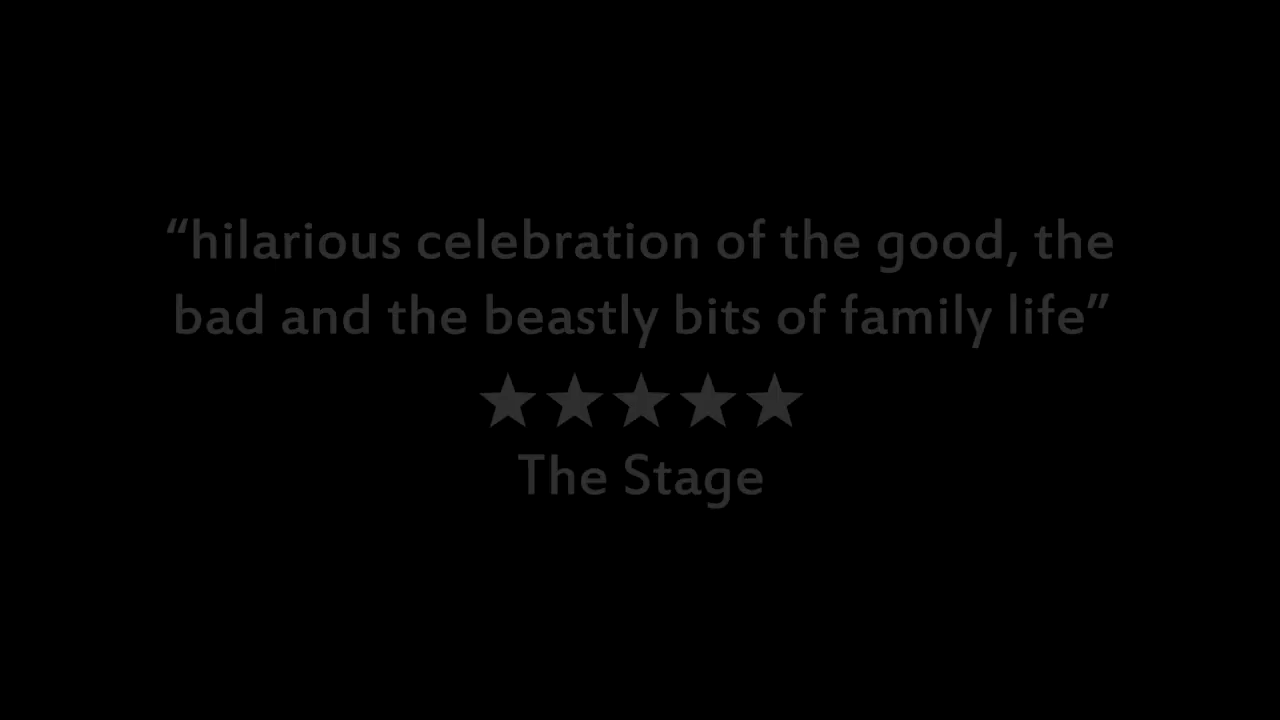 “hilarious celebration of the good, the
bad and the beastly bits of family life”
★★★★★
The Stage